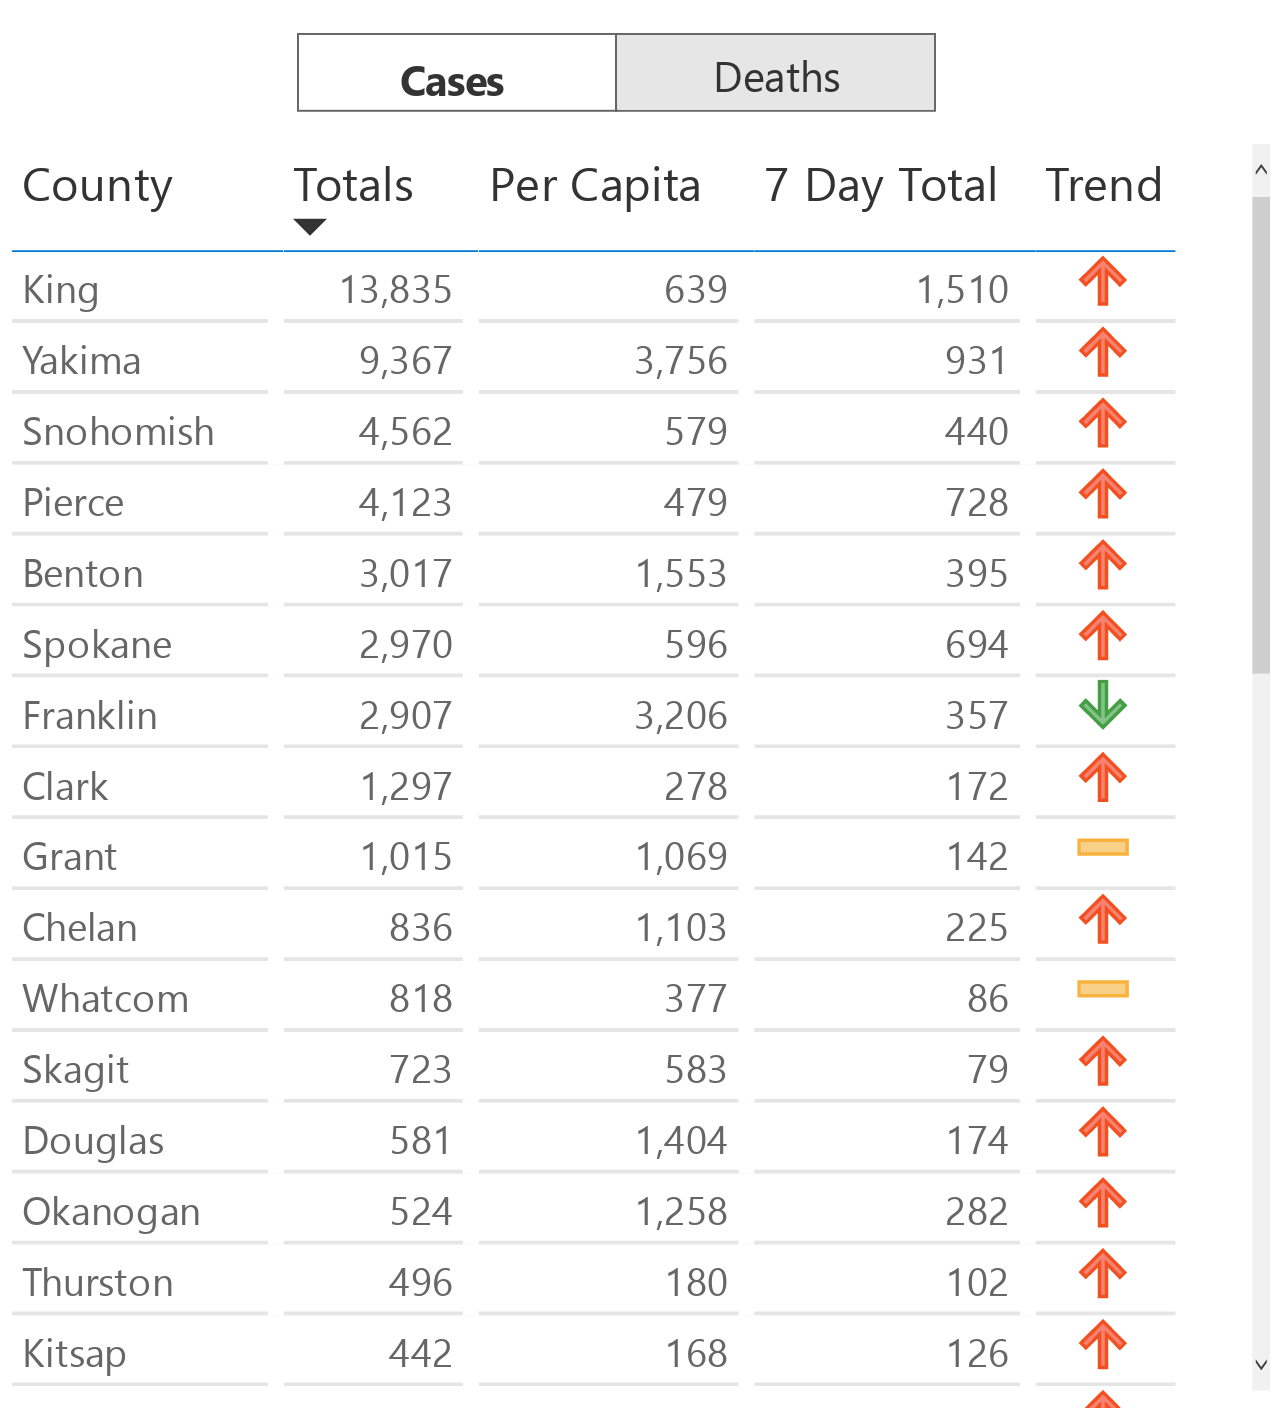 Cases Deaths
County Totals Per Capita 7 Day Total Trend
King 13,835 639 1,510
Yakima 9,367 3,756 931
Snohomish 4,562 579 440
Pierce 4,123 479 728
Benton 3,017 1,553 395
Spokane 2,970 596 694
Franklin 2,907 3,206 357
Clark 1,297 278 172
Grant 1,015 1,069 142
Chelan 836 1,103 225
Whatcom 818 377 86
Skagit 723 583 79
Douglas 581 1,404 174
Okanogan 524 1,258 282
Thurston 496 180 102
Kitsap 442 168 126